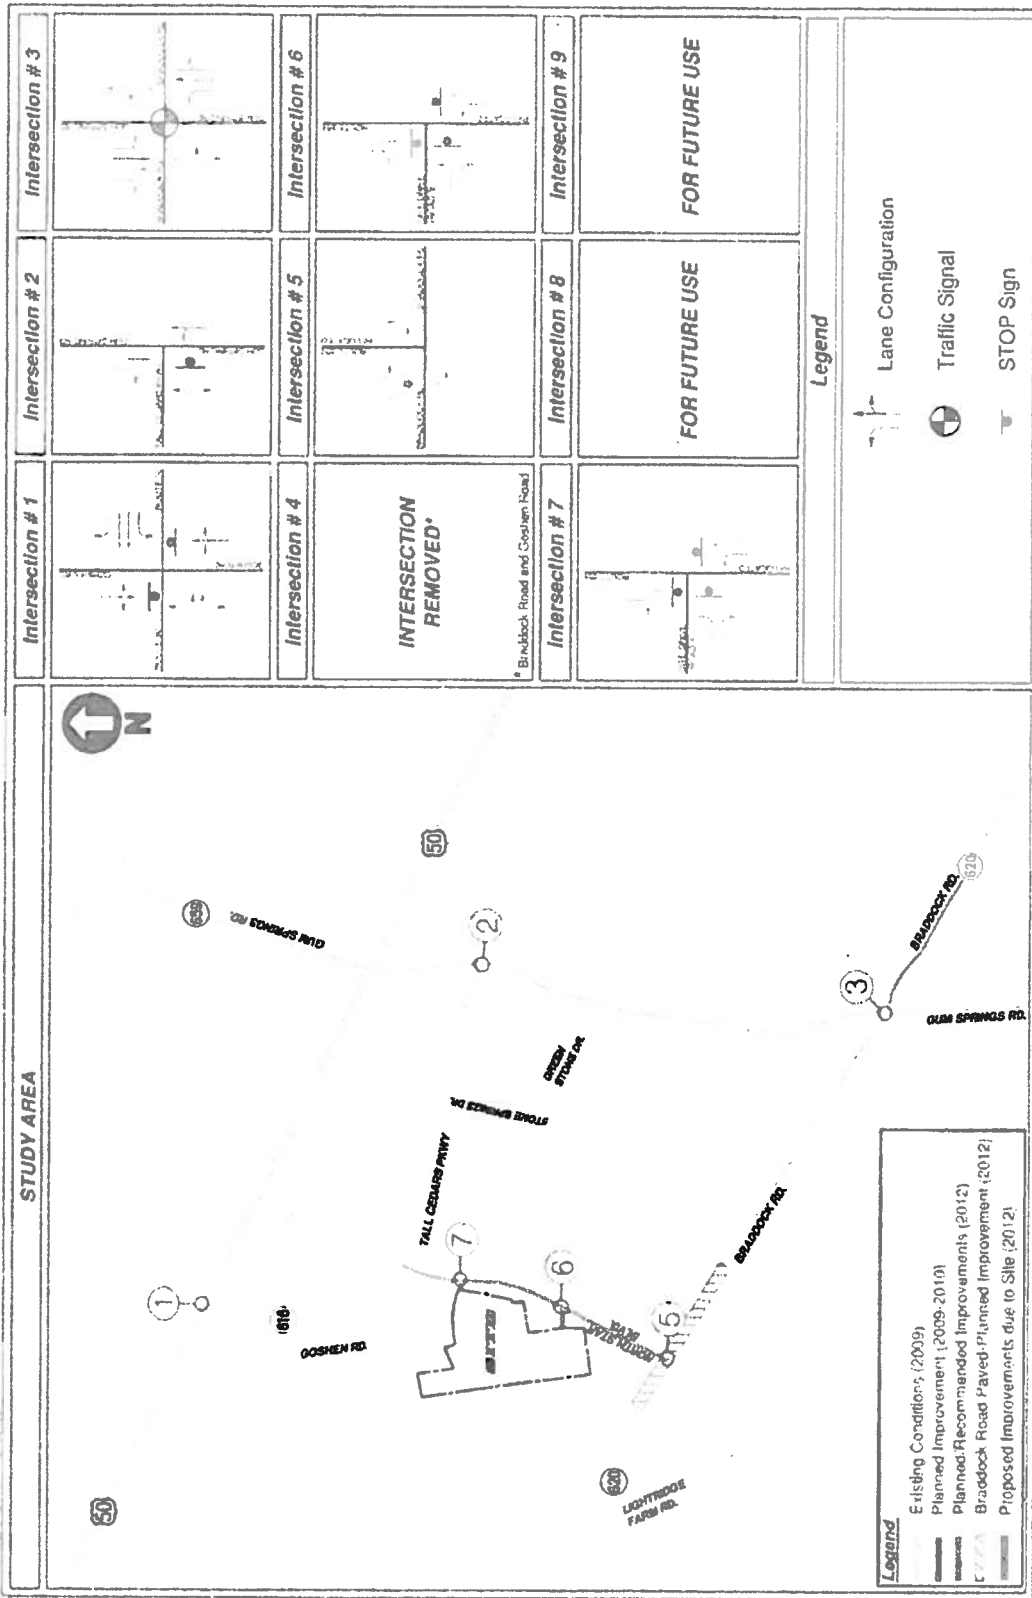 STUDY AREA
N
50
50
659
GUM SPRINGS RD.
1
616
GOSHEN RD.
TALL CEDARS PKWY
2
STONE SPRINGS DR.
GREEN
STONE DR.
7
SITE
6
NORTH STAR
BLVD.
5
BRADDOCK RD.
3
BRADDOCK RD.
620
GUM SPRINGS RD.
620
LIGHTRIDGE
FARM RD.
Legend
Existing Conditions (2009)
Planned Improvement (2009-2010)
Planned/Recommended Improvements (2012)
Braddock Road Paved-Planned Improvement (2012)
Proposed Improvements due to Site (2012)
Intersection # 1
Intersection # 2
Intersection # 3
Intersection # 4
Intersection # 5
Intersection # 6
INTERSECTION
REMOVED*
* Braddock Road and Goshen Road
Intersection # 7
Intersection # 8
Intersection # 9
FOR FUTURE USE
FOR FUTURE USE
Legend
Lane Configuration
Traffic Signal
STOP Sign